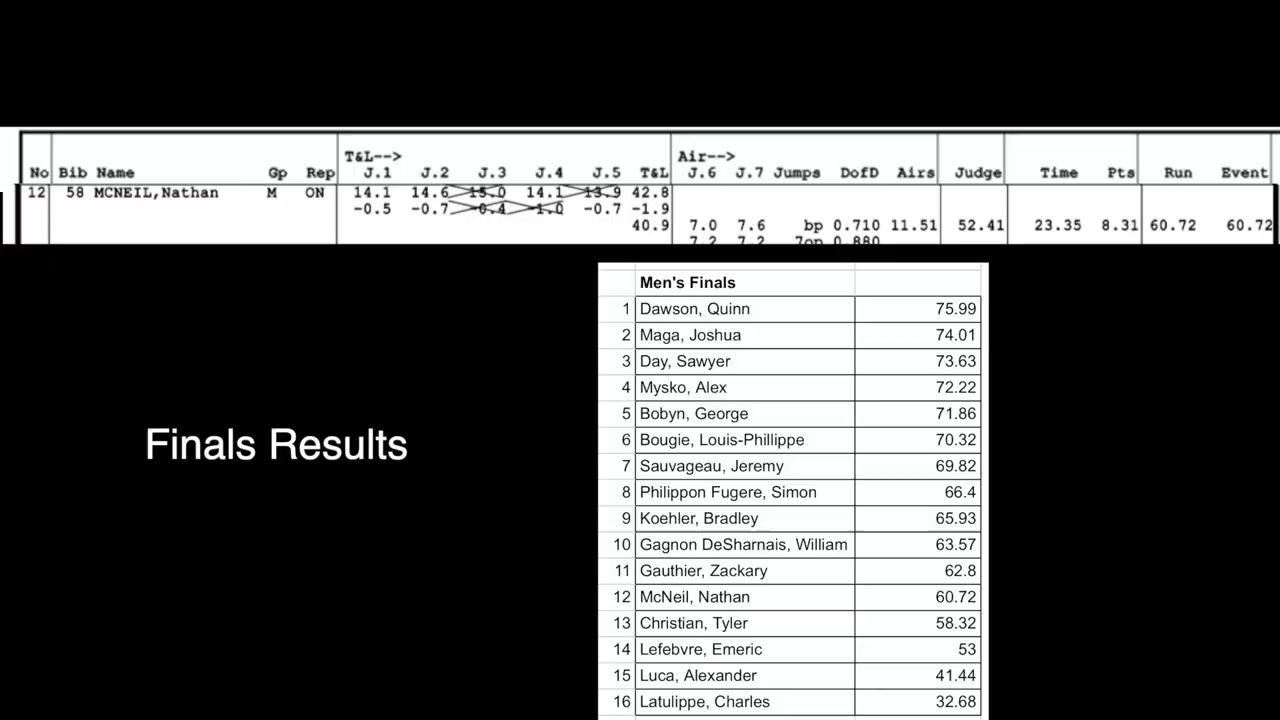 T&L--> Air-->
No Bib Name Gp Rep J.1 J.2 J.3 J.4 J.5 T&L J.6 J.7 Jumps DofD Airs Judge Time Pts Run Event
12 58 MCNEIL,Nathan M ON 14.1 14.6 15.0 14.1 13.9 42.8
-0.5 -0.7 -0.4 -1.0 -0.7 -1.9
40.9 7.0 7.6 bp 0.710 11.51 52.41 23.35 8.31 60.72 60.72
7.2 7.2 7op 0.880
Men's Finals
1 Dawson, Quinn 75.99
2 Maga, Joshua 74.01
3 Day, Sawyer 73.63
4 Mysko, Alex 72.22
5 Bobyn, George 71.86
6 Bougie, Louis-Phillippe 70.32
Finals Results
7 Sauvageau, Jeremy 69.82
8 Philippon Fugere, Simon 66.4
9 Koehler, Bradley 65.93
10 Gagnon DeSharnais, William 63.57
11 Gauthier, Zackary 62.8
12 McNeil, Nathan 60.72
13 Christian, Tyler 58.32
14 Lefebvre, Emeric 53
15 Luca, Alexander 41.44
16 Latulippe, Charles 32.68